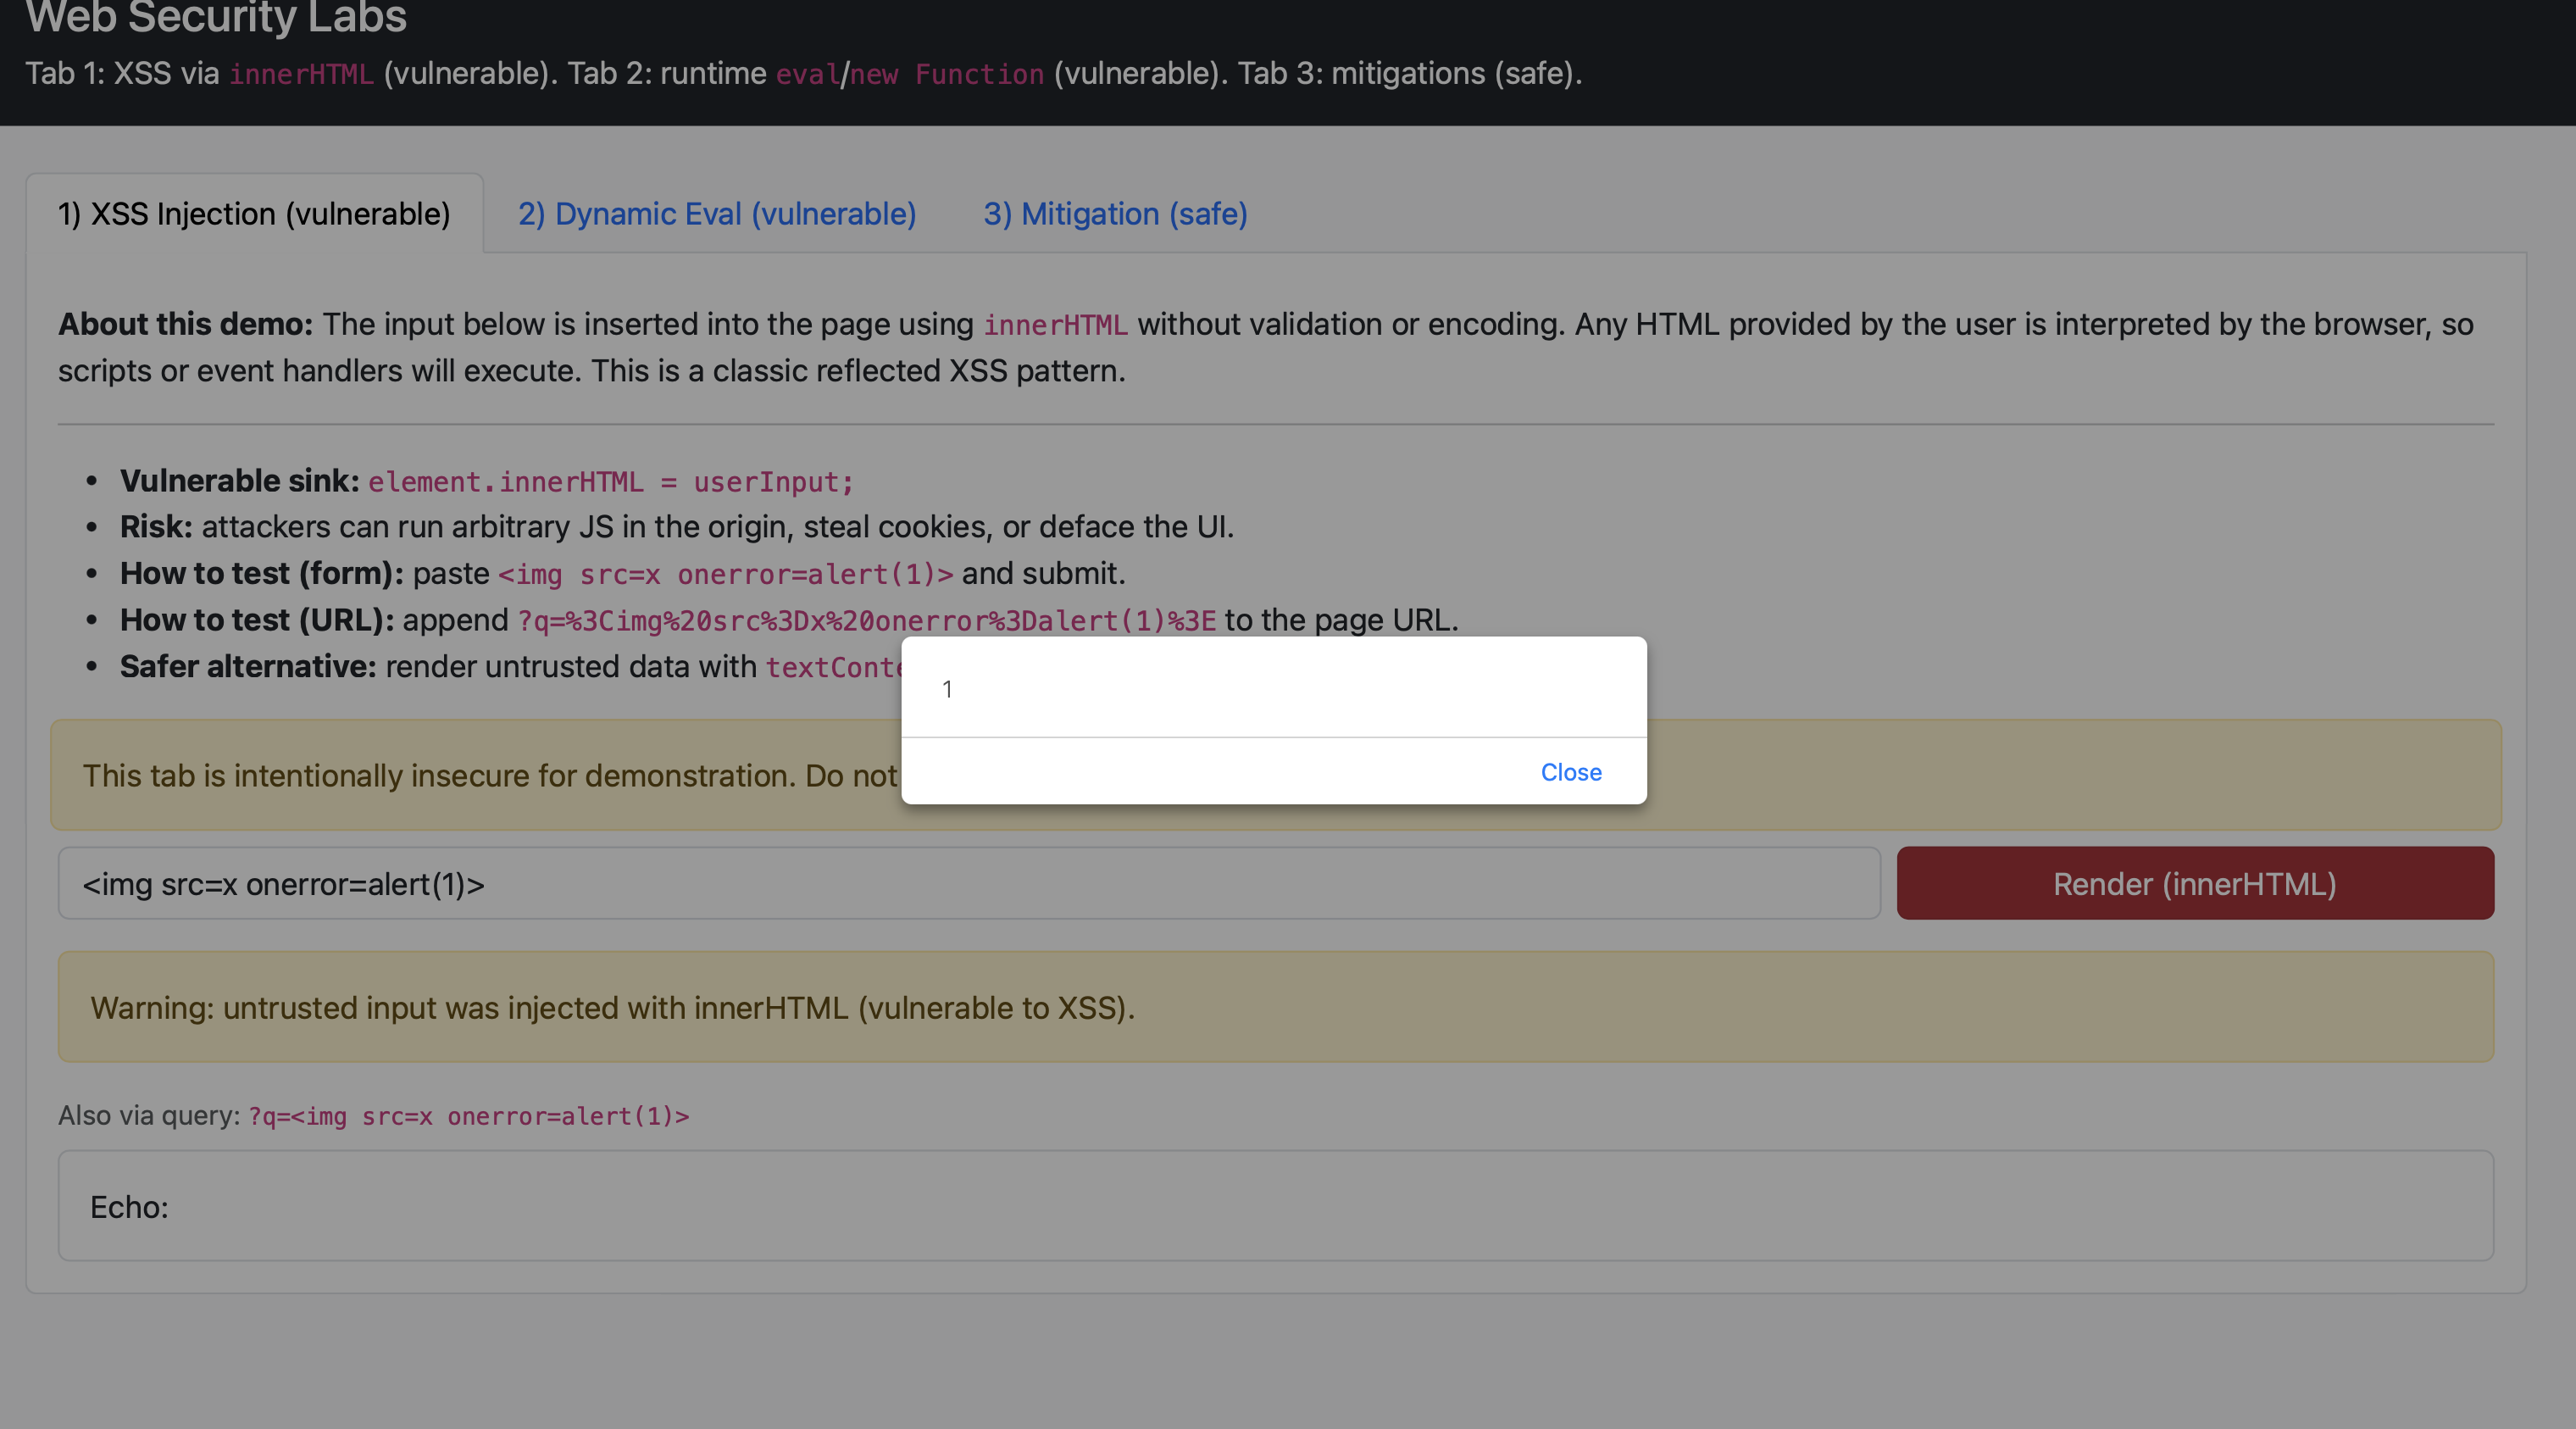 Web Security Labs
Tab 1: XSS via innerHTML (vulnerable). Tab 2: runtime eval/new Function (vulnerable). Tab 3: mitigations (safe).
1) XSS Injection (vulnerable)
2) Dynamic Eval (vulnerable)
3) Mitigation (safe)
About this demo: The input below is inserted into the page using innerHTML without validation or encoding. Any HTML provided by the user is interpreted by the browser, so
scripts or event handlers will execute. This is a classic reflected XSS pattern.
• Vulnerable sink: element.innerHTML = userInput;
• Risk: attackers can run arbitrary JS in the origin, steal cookies, or deface the UI.
• How to test (form): paste <img src=x onerror=alert(1)> and submit.
• How to test (URL): append ?q=%3Cimg%20src%3Dx%20onerror%3Dalert(1)%3E to the page URL.
• Safer alternative: render untrusted data with
1
Close
This tab is intentionally insecure for demonstration. Do not
<img src=x onerror=alert(1)>
Render (innerHTML)
Warning: untrusted input was injected with innerHTML (vulnerable to XSS).
Also via query: ?q=<img src=x onerror=alert(1)>
Echo: